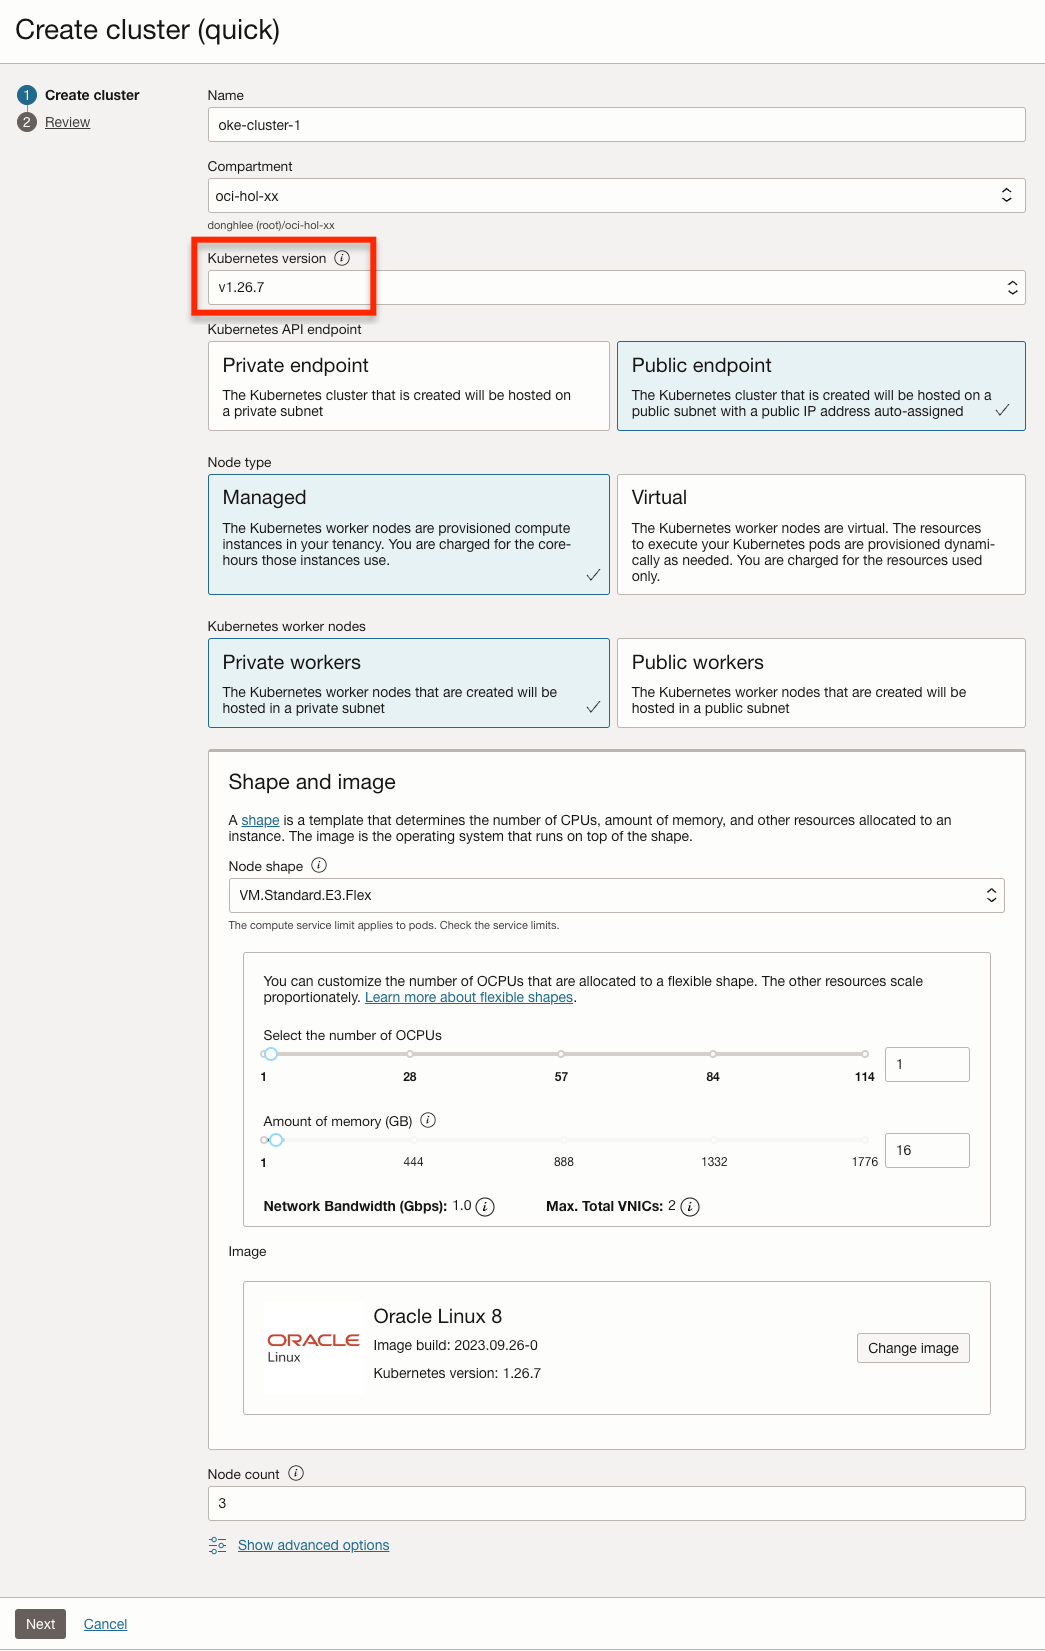 Create cluster (quick)
1 Create cluster
2 Review
Name
oke-cluster-1
Compartment
oci-hol-xx
donghlee (root)/oci-hol-xx
Kubernetes version i
v1.26.7
Kubernetes API endpoint
Private endpoint
The Kubernetes cluster that is created will be hosted on
a private subnet
Public endpoint
The Kubernetes cluster that is created will be hosted on a
public subnet with a public IP address auto-assigned
Node type
Managed
The Kubernetes worker nodes are provisioned compute
instances in your tenancy. You are charged for the core-
hours those instances use.
Virtual
The Kubernetes worker nodes are virtual. The resources
to execute your Kubernetes pods are provisioned dynami-
cally as needed. You are charged for the resources used
only.
Kubernetes worker nodes
Private workers
The Kubernetes worker nodes that are created will be
hosted in a private subnet
Public workers
The Kubernetes worker nodes that are created will be
hosted in a public subnet
Shape and image
A shape is a template that determines the number of CPUs, amount of memory, and other resources allocated to an
instance. The image is the operating system that runs on top of the shape.
Node shape i
VM.Standard.E3.Flex
The compute service limit applies to pods. Check the service limits.
You can customize the number of OCPUs that are allocated to a flexible shape. The other resources scale
proportionately. Learn more about flexible shapes.
Select the number of OCPUs
1 28 57 84 114
1
Amount of memory (GB) i
1 444 888 1332 1776
16
Network Bandwidth (Gbps): 1.0 i Max. Total VNICs: 2 i
Image
ORACLE
Linux
Oracle Linux 8
Image build: 2023.09.26-0
Kubernetes version: 1.26.7
Change image
Node count i
3
Show advanced options
Next Cancel